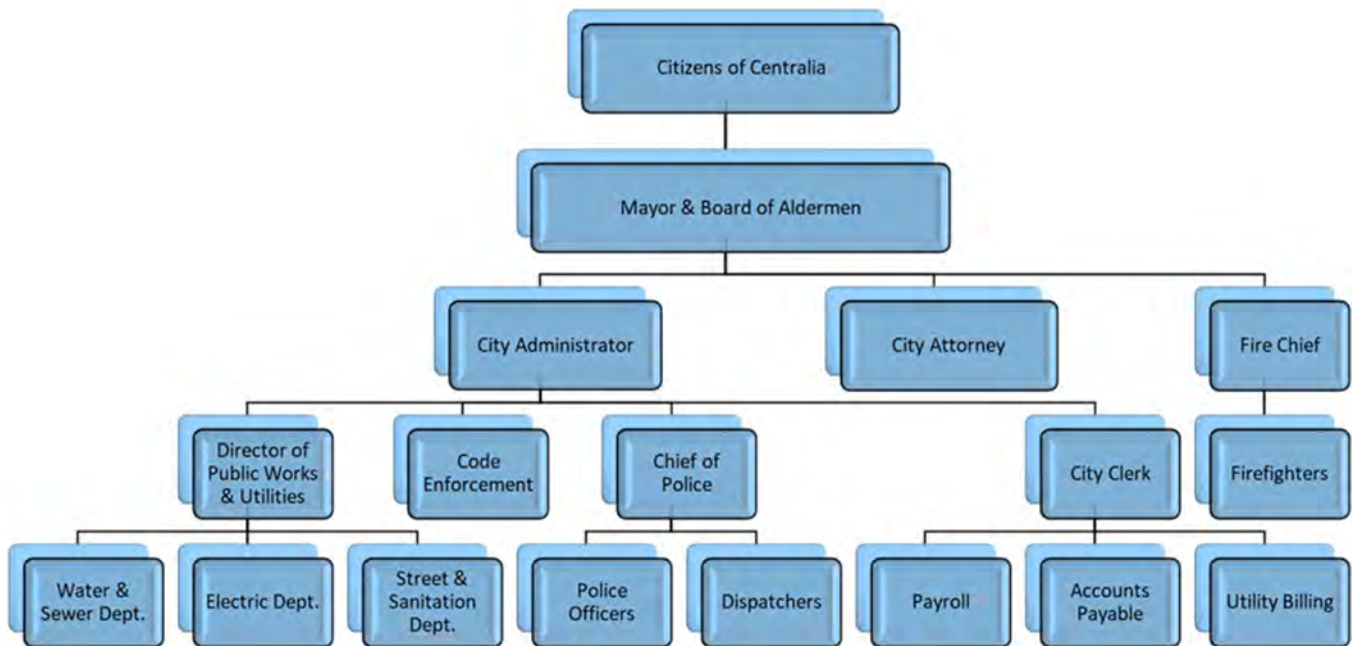 Citizens of Centralia
Mayor & Board of Aldermen
City Administrator
City Attorney
Fire Chief
Director of
Public Works
& Utilities
Code
Enforcement
Chief of
Police
City Clerk
Firefighters
Water &
Sewer Dept.
Electric Dept.
Street &
Sanitation
Dept.
Police
Officers
Dispatchers
Payroll
Accounts
Payable
Utility Billing